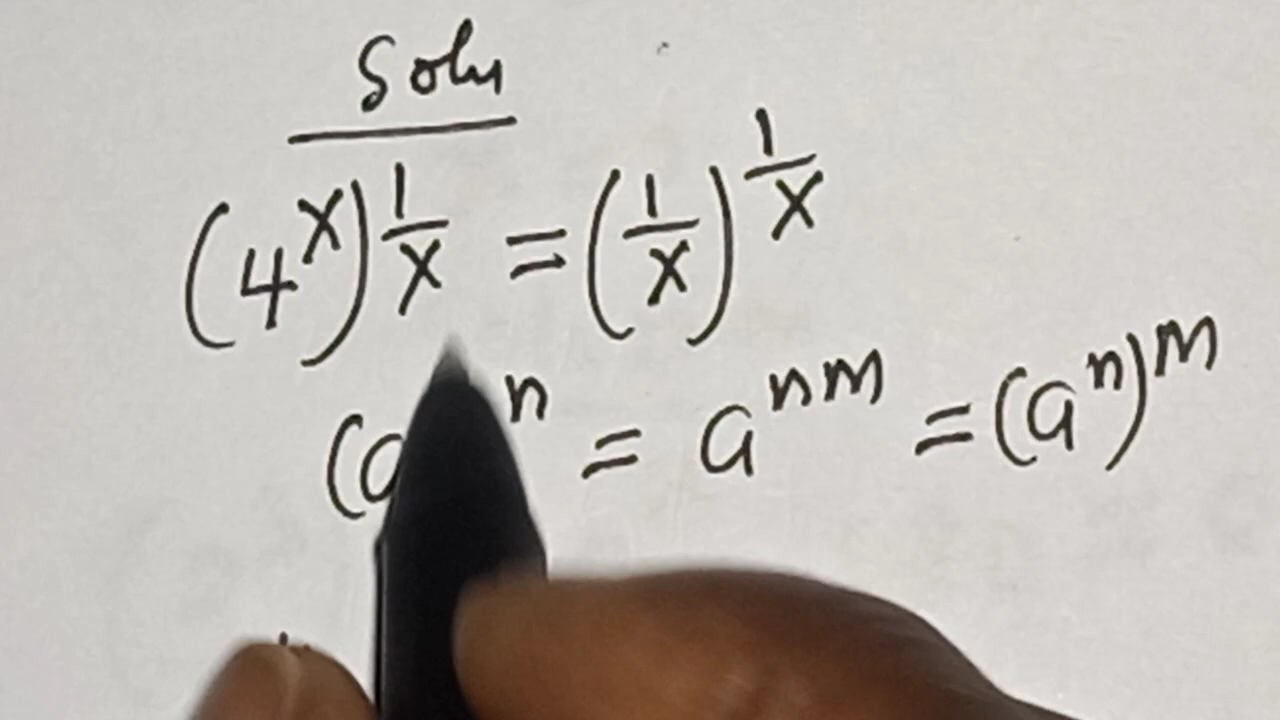 Soln
(4^x)^(1/x) = (1/x)^(1/x)
(a n = a^nm = (a^n)^m